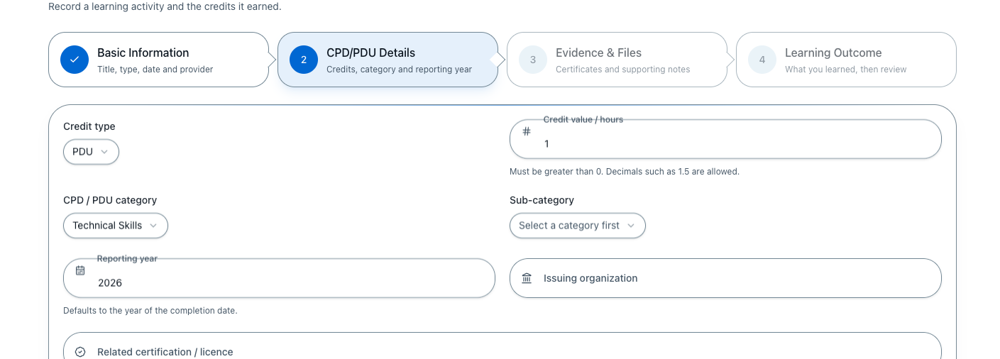 Record a learning activity and the credits it earned.
Basic Information
Title, type, date and provider
2
CPD/PDU Details
Credits, category and reporting year
3
Evidence & Files
Certificates and supporting notes
4
Learning Outcome
What you learned, then review
Credit type
PDU
Credit value / hours
#
1
Must be greater than 0. Decimals such as 1.5 are allowed.
CPD / PDU category
Technical Skills
Sub-category
Select a category first
Reporting year
2026
Defaults to the year of the completion date.
Issuing organization
Related certification / licence